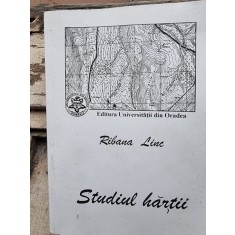 Editura Universității din Oradea
Ribana Linc
Studiul hărții